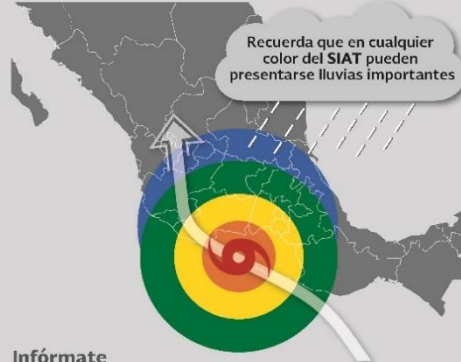 Recuerda que en cualquier
color del SIAT pueden
presentarse lluvias importantes
Infórmate